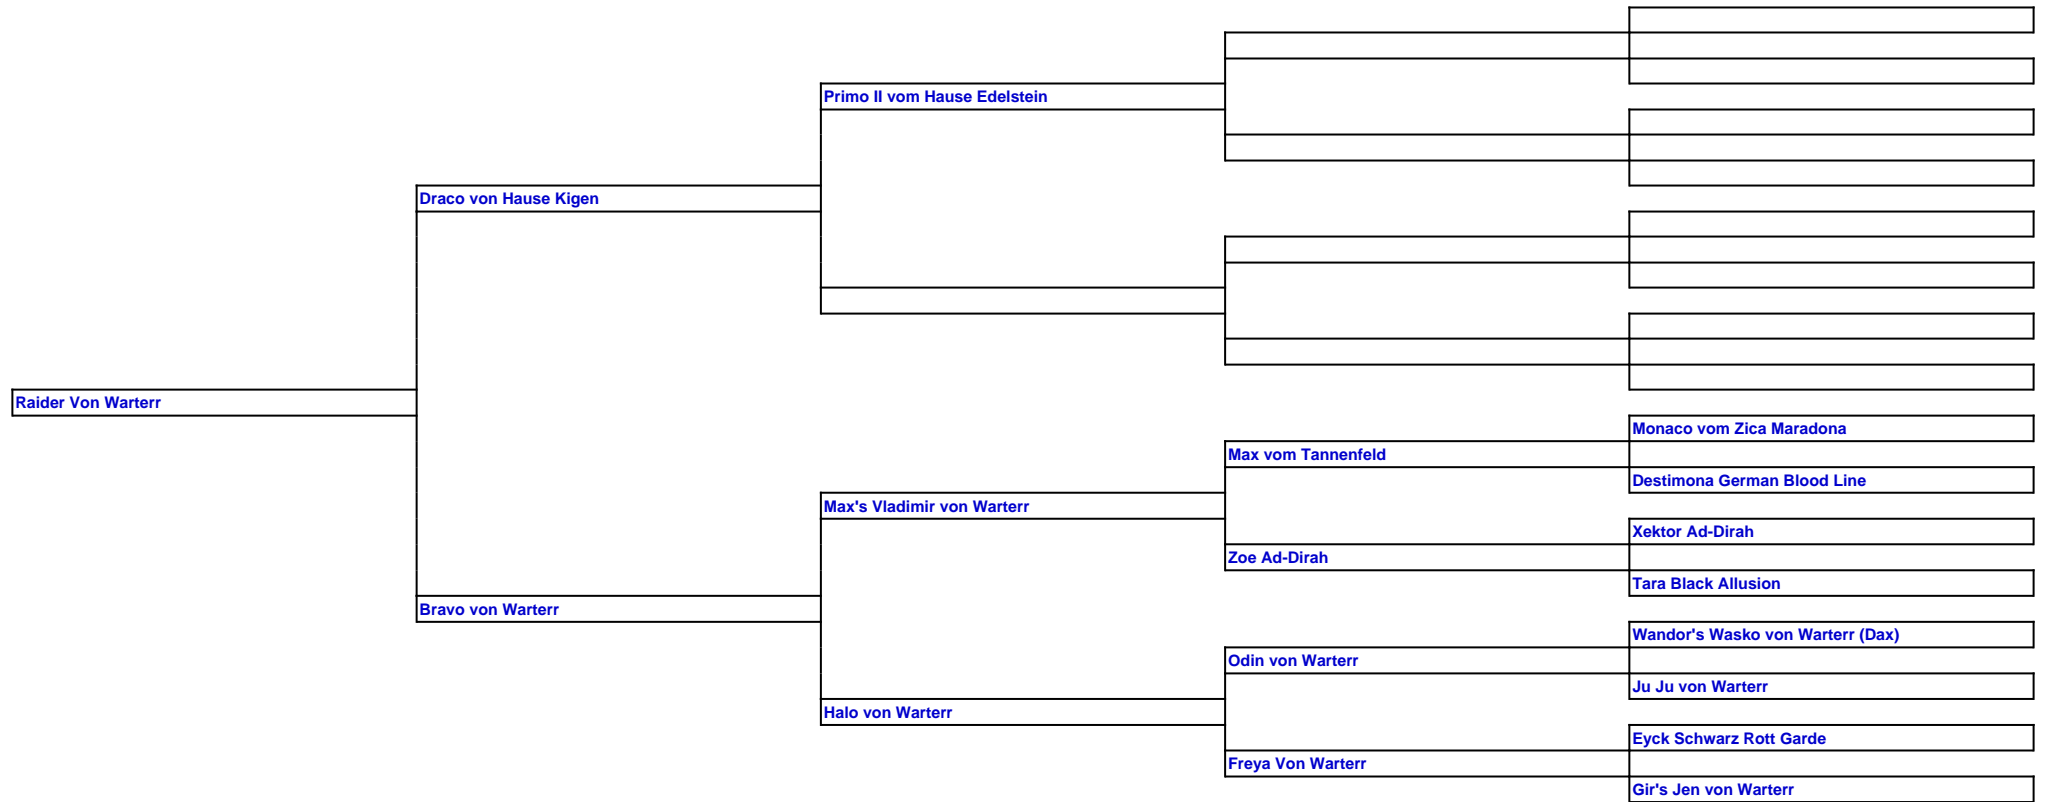 Primo II vom Hause Edelstein
Draco von Hause Kigen
Raider Von Warterr
Monaco vom Zica Maradona
Max vom Tannenfeld
Destimona German Blood Line
Max's Vladimir von Warterr
Xektor Ad-Dirah
Zoe Ad-Dirah
Tara Black Allusion
Bravo von Warterr
Wandor's Wasko von Warterr (Dax)
Odin von Warterr
Ju Ju von Warterr
Halo von Warterr
Eyck Schwarz Rott Garde
Freya Von Warterr
Gir's Jen von Warterr